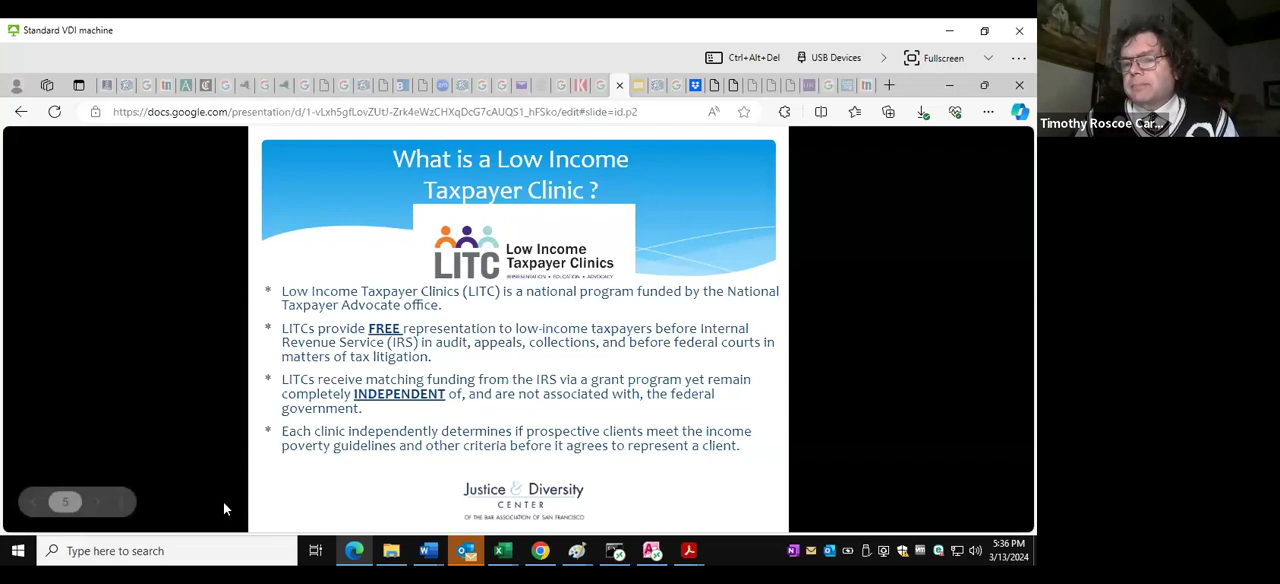 Standard VDI machine
Ctrl+Alt+Del
USB Devices
Fullscreen
https://docs.google.com/presentation/d/1-vLxh5gfLovZUtJ-Zrk4eWzCHXqDcG7cAUQS1_hFSko/edit#slide=id.p2
Timothy Roscoe Car...
What is a Low Income
Taxpayer Clinic ?
LITC
Low Income
Taxpayer Clinics
REPRESENTATION • EDUCATION • ADVOCACY
* Low Income Taxpayer Clinics (LITC) is a national program funded by the National
Taxpayer Advocate office.
* LITCs provide FREE representation to low-income taxpayers before Internal
Revenue Service (IRS) in audit, appeals, collections, and before federal courts in
matters of tax litigation.
* LITCs receive matching funding from the IRS via a grant program yet remain
completely INDEPENDENT of, and are not associated with, the federal
government.
* Each clinic independently determines if prospective clients meet the income
poverty guidelines and other criteria before it agrees to represent a client.
Justice & Diversity
CENTER
OF THE BAR ASSOCIATION OF SAN FRANCISCO
5
Type here to search
5:36 PM
3/13/2024